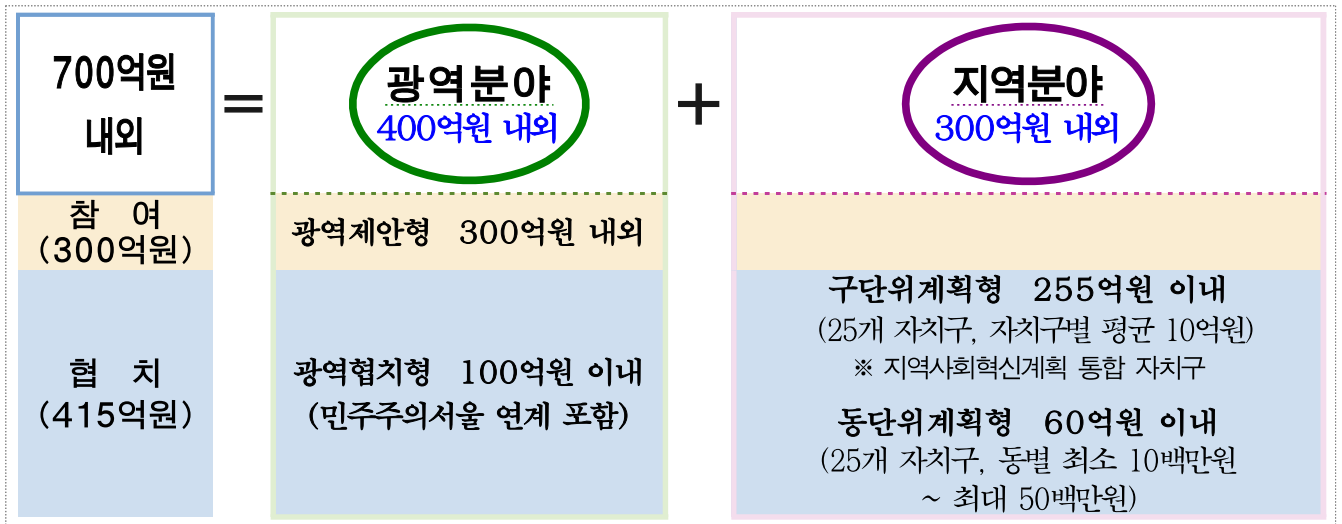 700억원
내외
=
광역분야
400억원 내외
+
지역분야
300억원 내외
참 여
(300억원)
광역제안형 300억원 내외
협 치
(415억원)
광역협치형 100억원 이내
(민주주의서울 연계 포함)
구단위계획형 255억원 이내
(25개 자치구, 자치구별 평균 10억원)
※ 지역사회혁신계획 통합 자치구
동단위계획형 60억원 이내
(25개 자치구, 동별 최소 10백만원
~ 최대 50백만원)